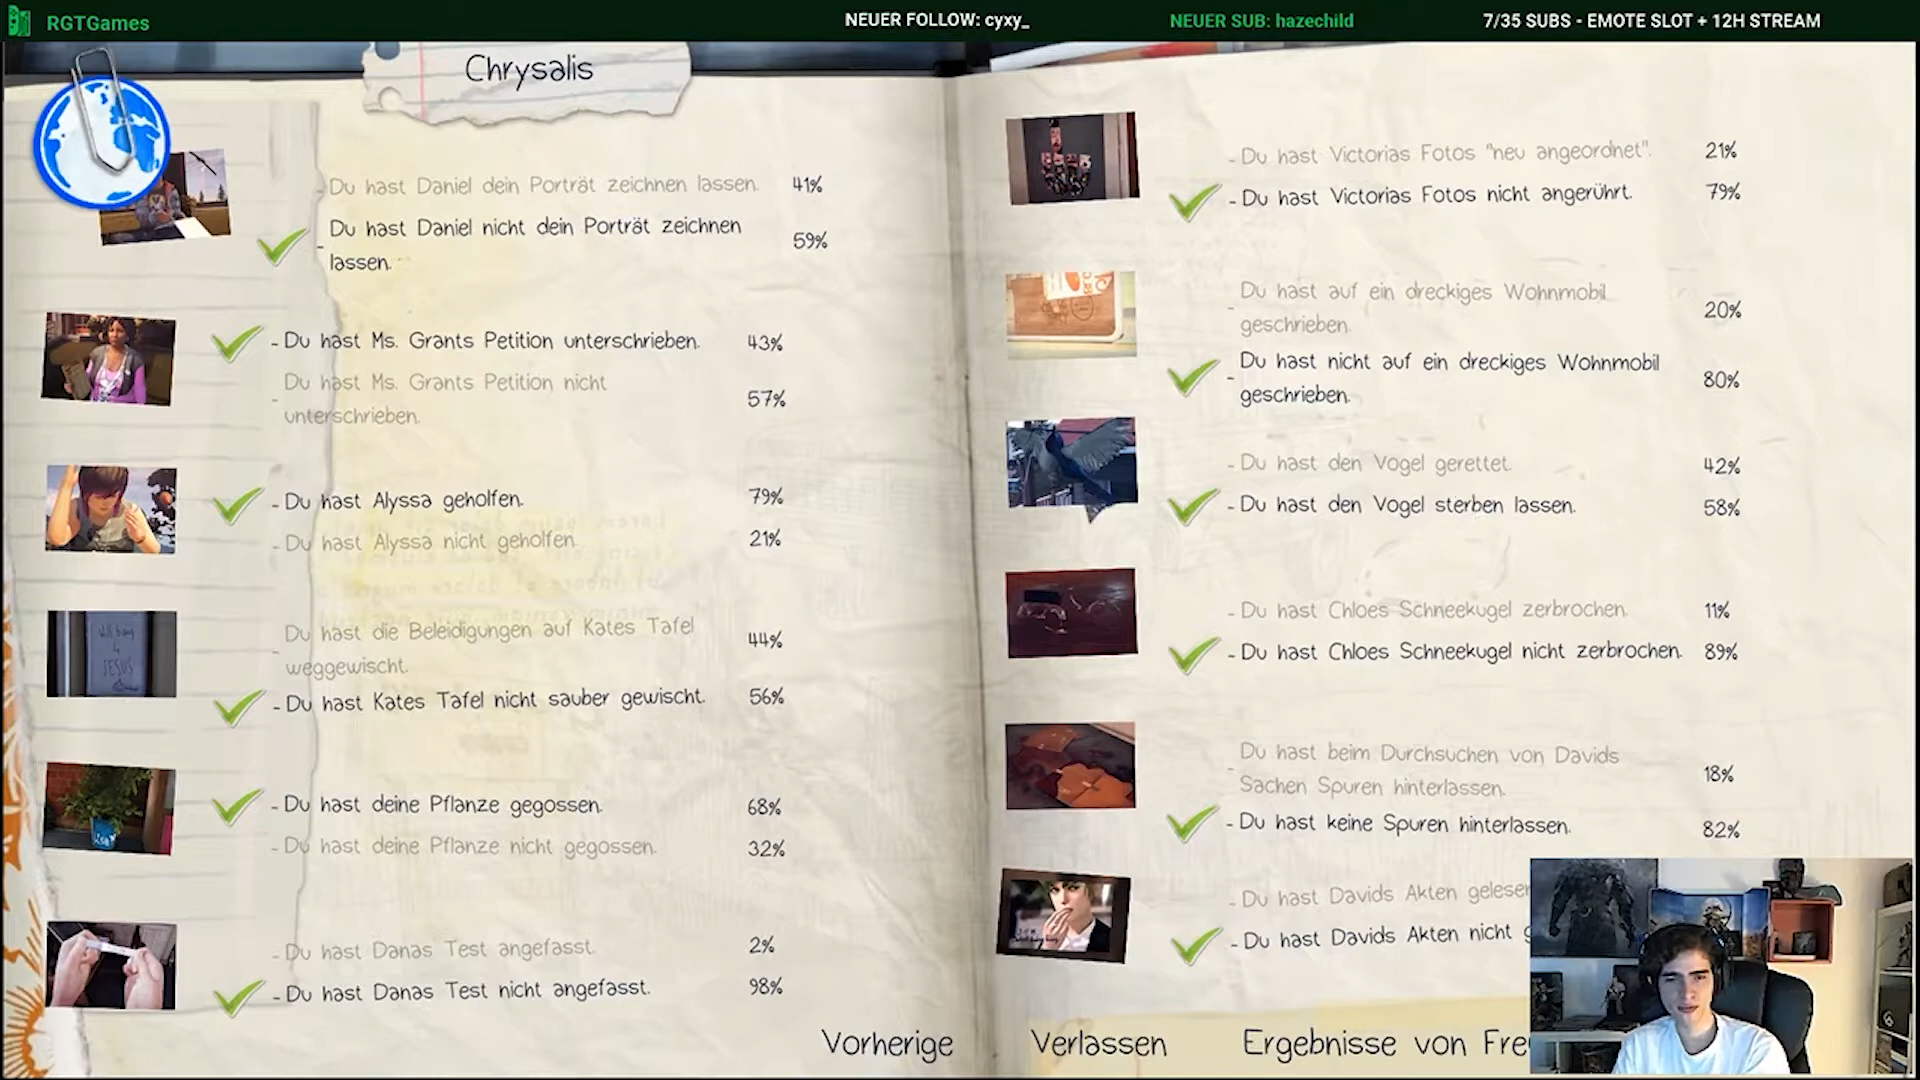 RGTGames
NEUER FOLLOW: cyxy_
NEUER SUB: hazechild
7/35 SUBS - EMOTE SLOT + 12H STREAM
Chrysalis
- Du hast Daniel dein Porträt zeichnen lassen. 41%
- Du hast Daniel nicht dein Porträt zeichnen
lassen. 59%
- Du hast Ms. Grants Petition unterschrieben. 43%
- Du hast Ms. Grants Petition nicht
unterschrieben. 57%
- Du hast Alyssa geholfen. 79%
- Du hast Alyssa nicht geholfen. 21%
JESUS
- Du hast die Beleidigungen auf Kates Tafel
weggewischt. 44%
- Du hast Kates Tafel nicht sauber gewischt. 56%
- Du hast deine Pflanze gegossen. 68%
- Du hast deine Pflanze nicht gegossen. 32%
- Du hast Danas Test angefasst. 2%
- Du hast Danas Test nicht angefasst. 98%
- Du hast Victorias Fotos "neu angeordnet". 21%
- Du hast Victorias Fotos nicht angerührt. 79%
- Du hast auf ein dreckiges Wohnmobil
geschrieben. 20%
- Du hast nicht auf ein dreckiges Wohnmobil
geschrieben. 80%
- Du hast den Vogel gerettet. 42%
- Du hast den Vogel sterben lassen. 58%
- Du hast Chloes Schneekugel zerbrochen. 11%
- Du hast Chloes Schneekugel nicht zerbrochen. 89%
- Du hast beim Durchsuchen von Davids
Sachen Spuren hinterlassen. 18%
- Du hast keine Spuren hinterlassen. 82%
- Du hast Davids Akten gelesen
- Du hast Davids Akten nicht g
Vorherige
Verlassen
Ergebnisse von Fre